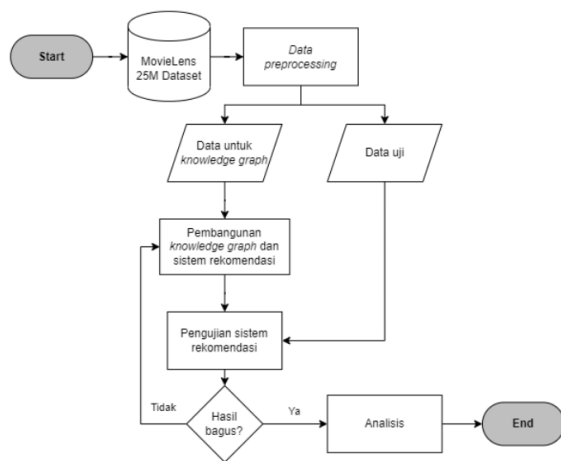 Start
MovieLens
25M Dataset
Data
preprocessing
Data untuk
knowledge graph
Data uji
Pembangunan
knowledge graph dan
sistem rekomendasi
Pengujian sistem
rekomendasi
Tidak
Hasil
bagus?
Ya
Analisis
End